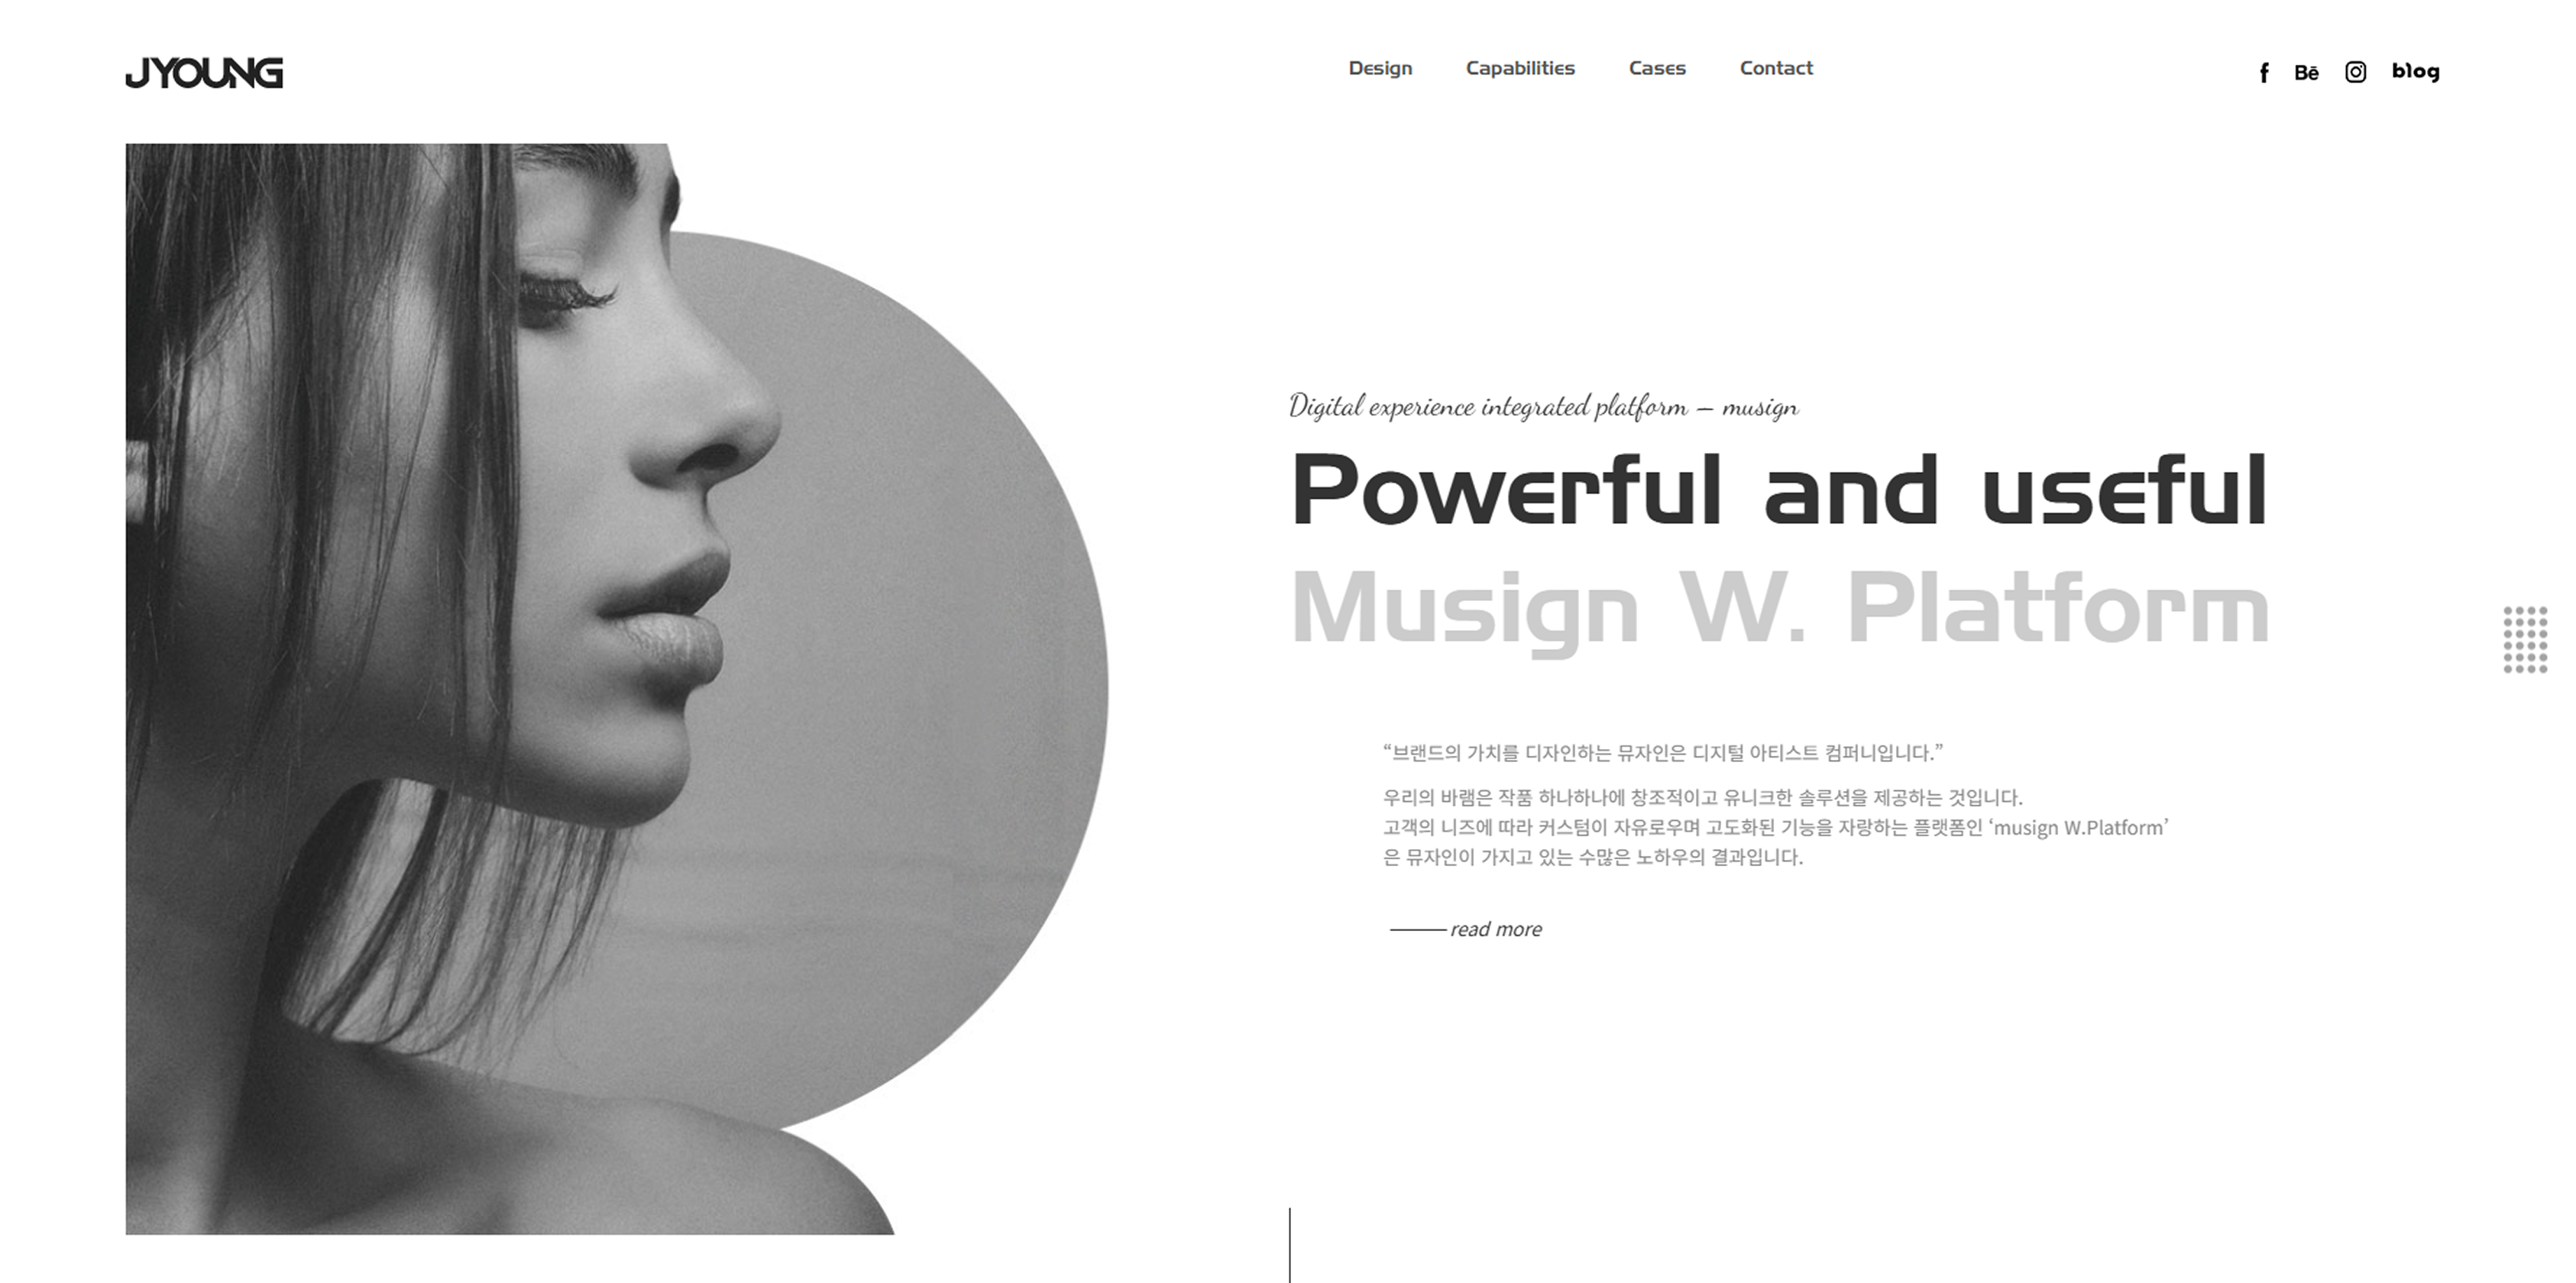 JYOUNG
Design Capabilities Cases Contact
f Bē blog
Digital experience integrated platform – musign
Powerful and useful
Musign W. Platform
“브랜드의 가치를 디자인하는 뮤자인은 디지털 아티스트 컴퍼니입니다.”
우리의 바램은 작품 하나하나에 창조적이고 유니크한 솔루션을 제공하는 것입니다.
고객의 니즈에 따라 커스텀이 자유로우며 고도화된 기능을 자랑하는 플랫폼인 ‘musign W.Platform’
은 뮤자인이 가지고 있는 수많은 노하우의 결과입니다.
read more